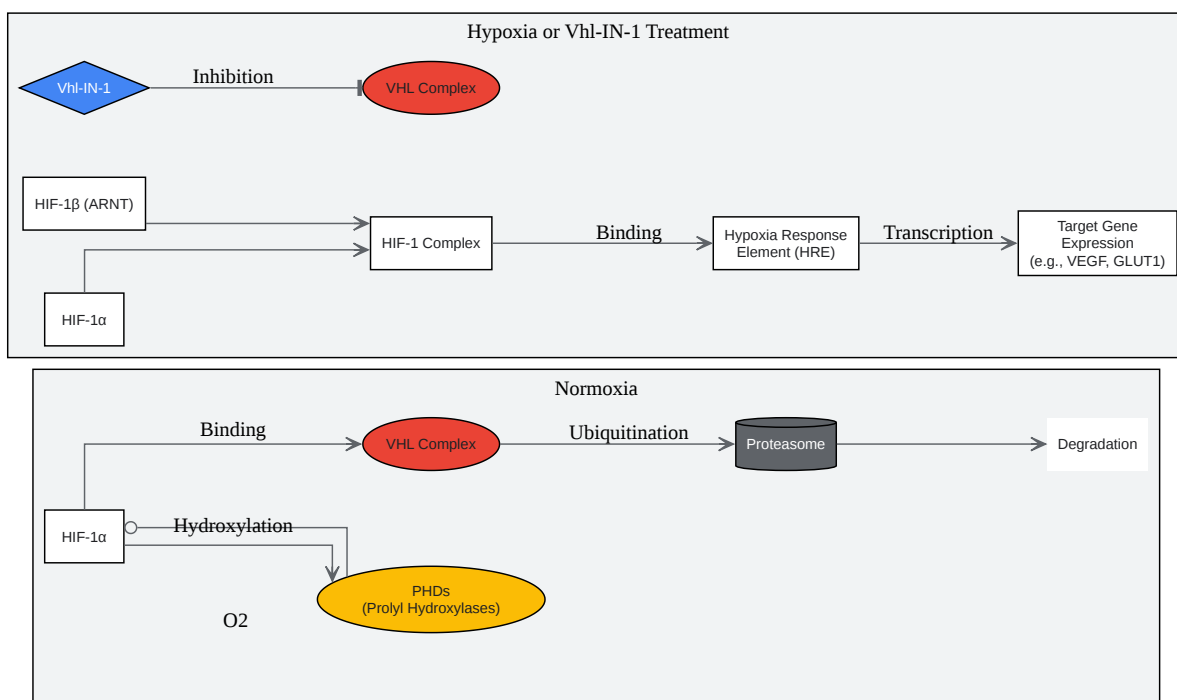 Hypoxia or Vhl-IN-1 Treatment
Vhl-IN-1
Inhibition
VHL Complex
HIF-1β (ARNT)
HIF-1 Complex
Binding
Hypoxia Response
Element (HRE)
Transcription
Target Gene
Expression
(e.g., VEGF, GLUT1)
HIF-1α
Normoxia
Binding
VHL Complex
Ubiquitination
Proteasome
Degradation
HIF-1α
Hydroxylation
PHDs
(Prolyl Hydroxylases)
O2